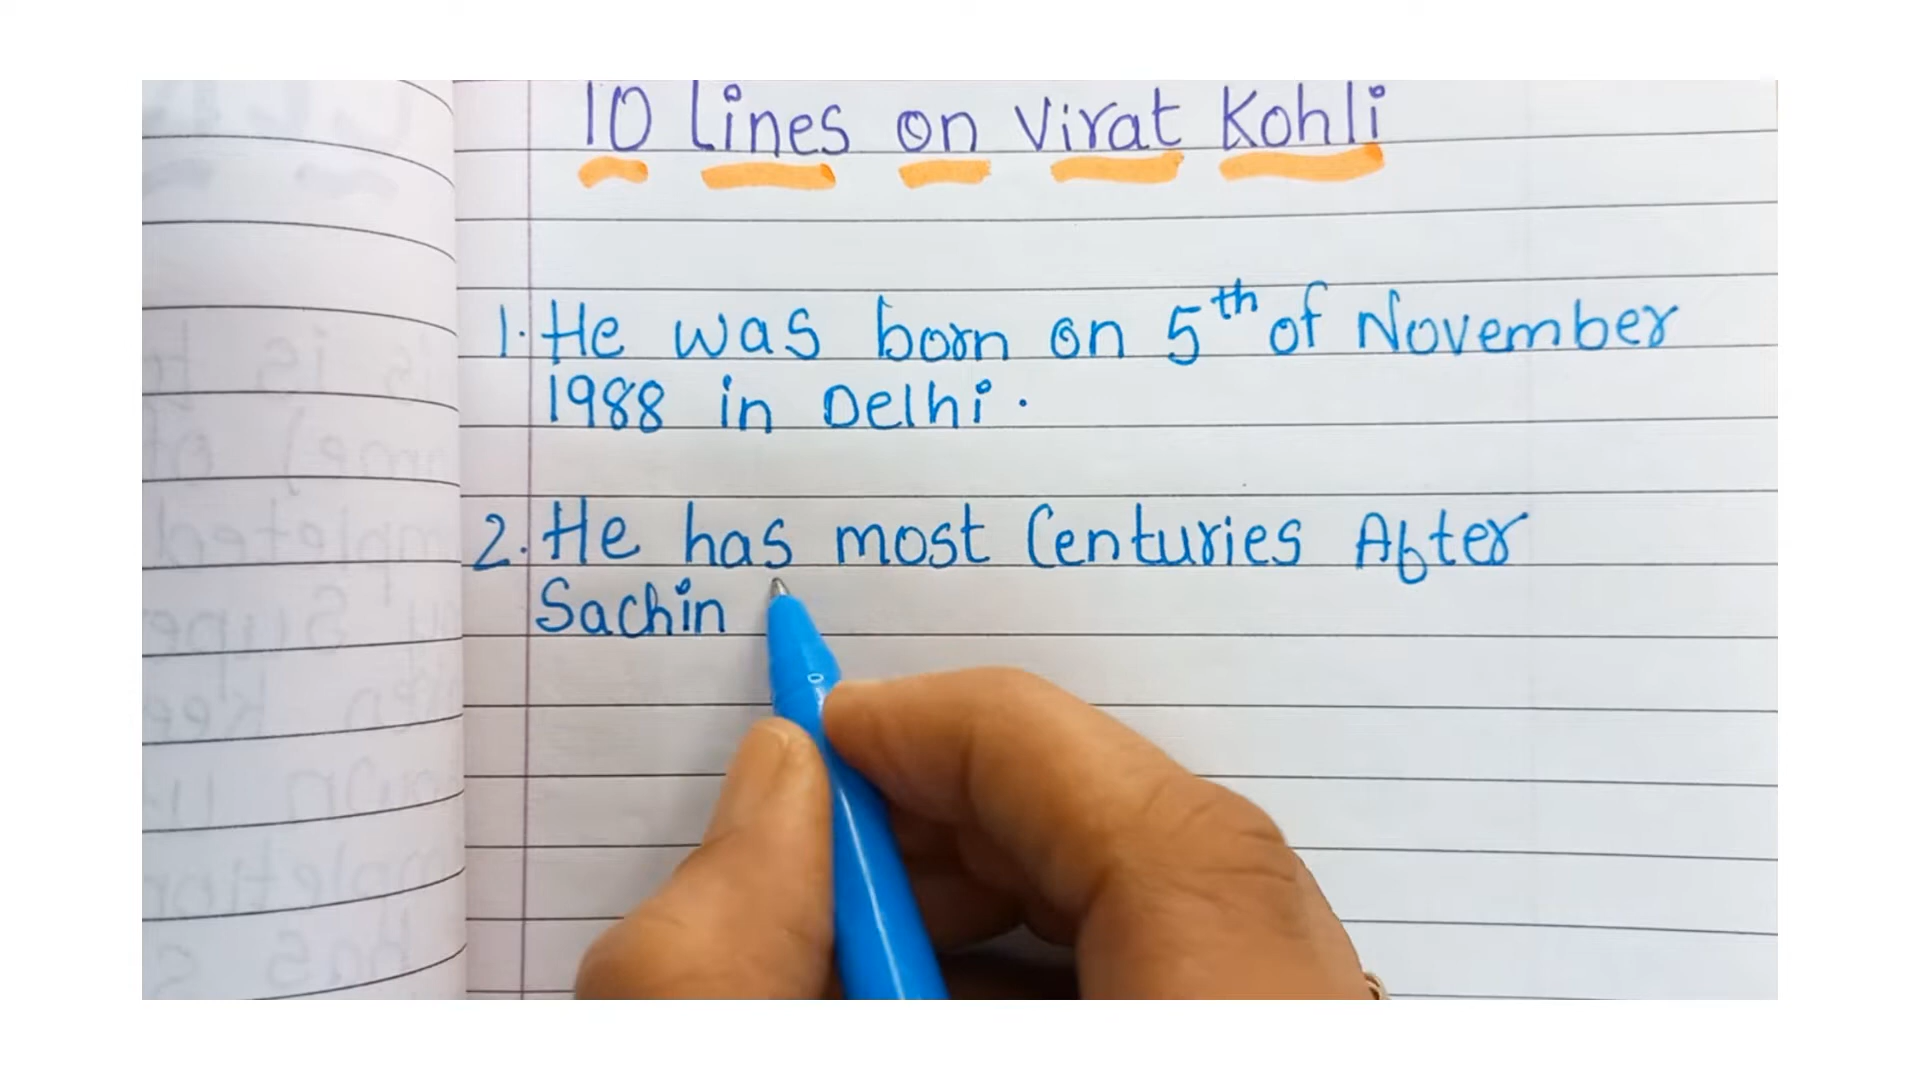 10 Lines on Virat Kohli
1. He was born on 5th of November
1988 in Delhi.
2. He has most Centuries After
Sachin